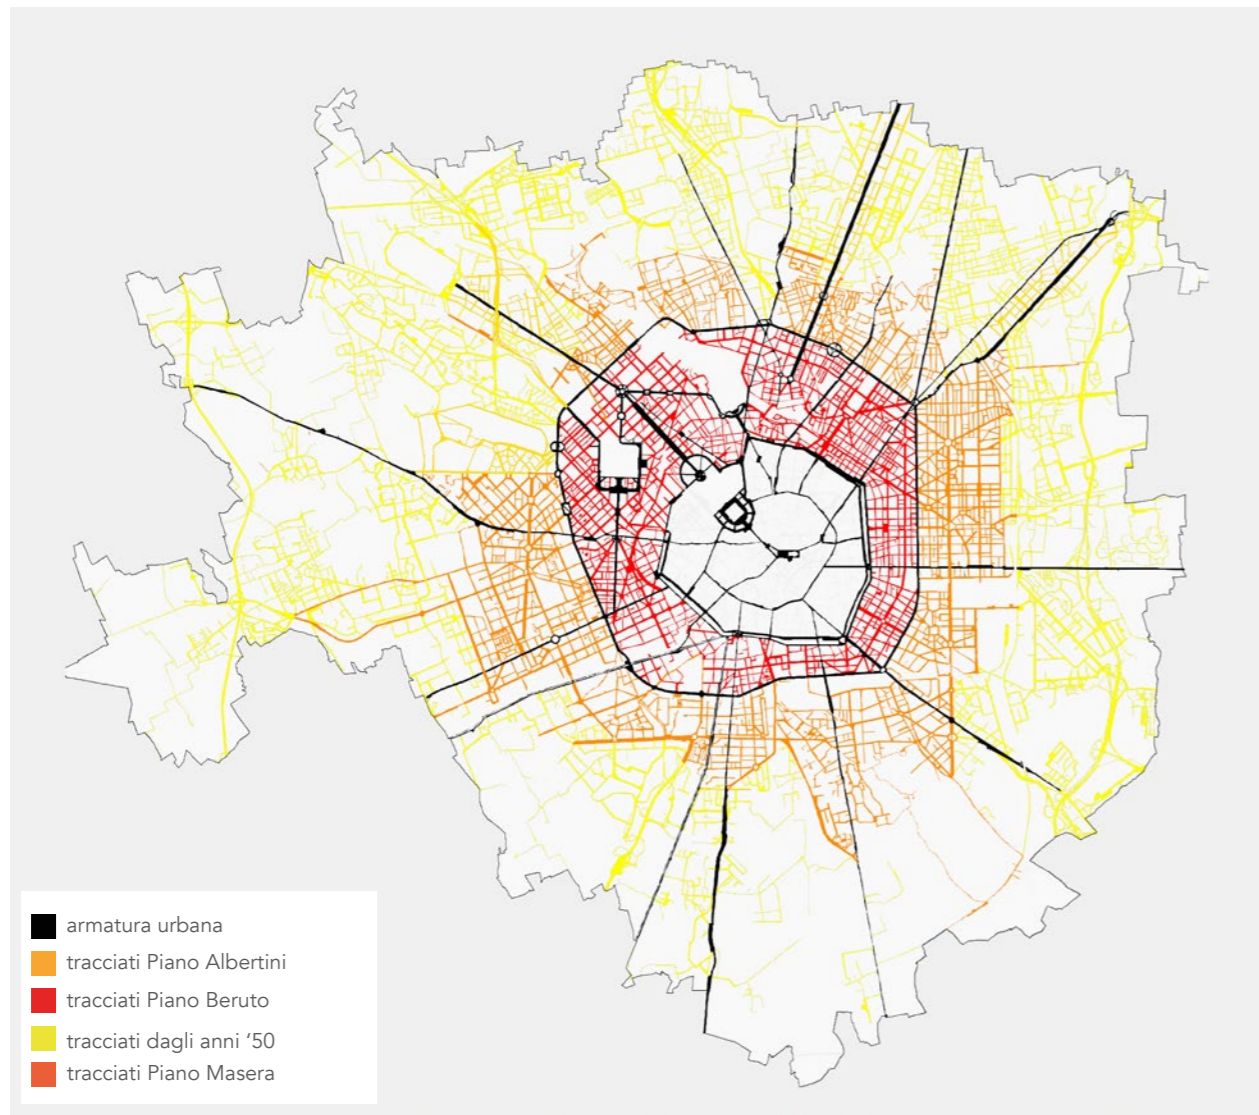 armatura urbana
tracciati Piano Albertini
tracciati Piano Beruto
tracciati dagli anni ‘50
tracciati Piano Masera